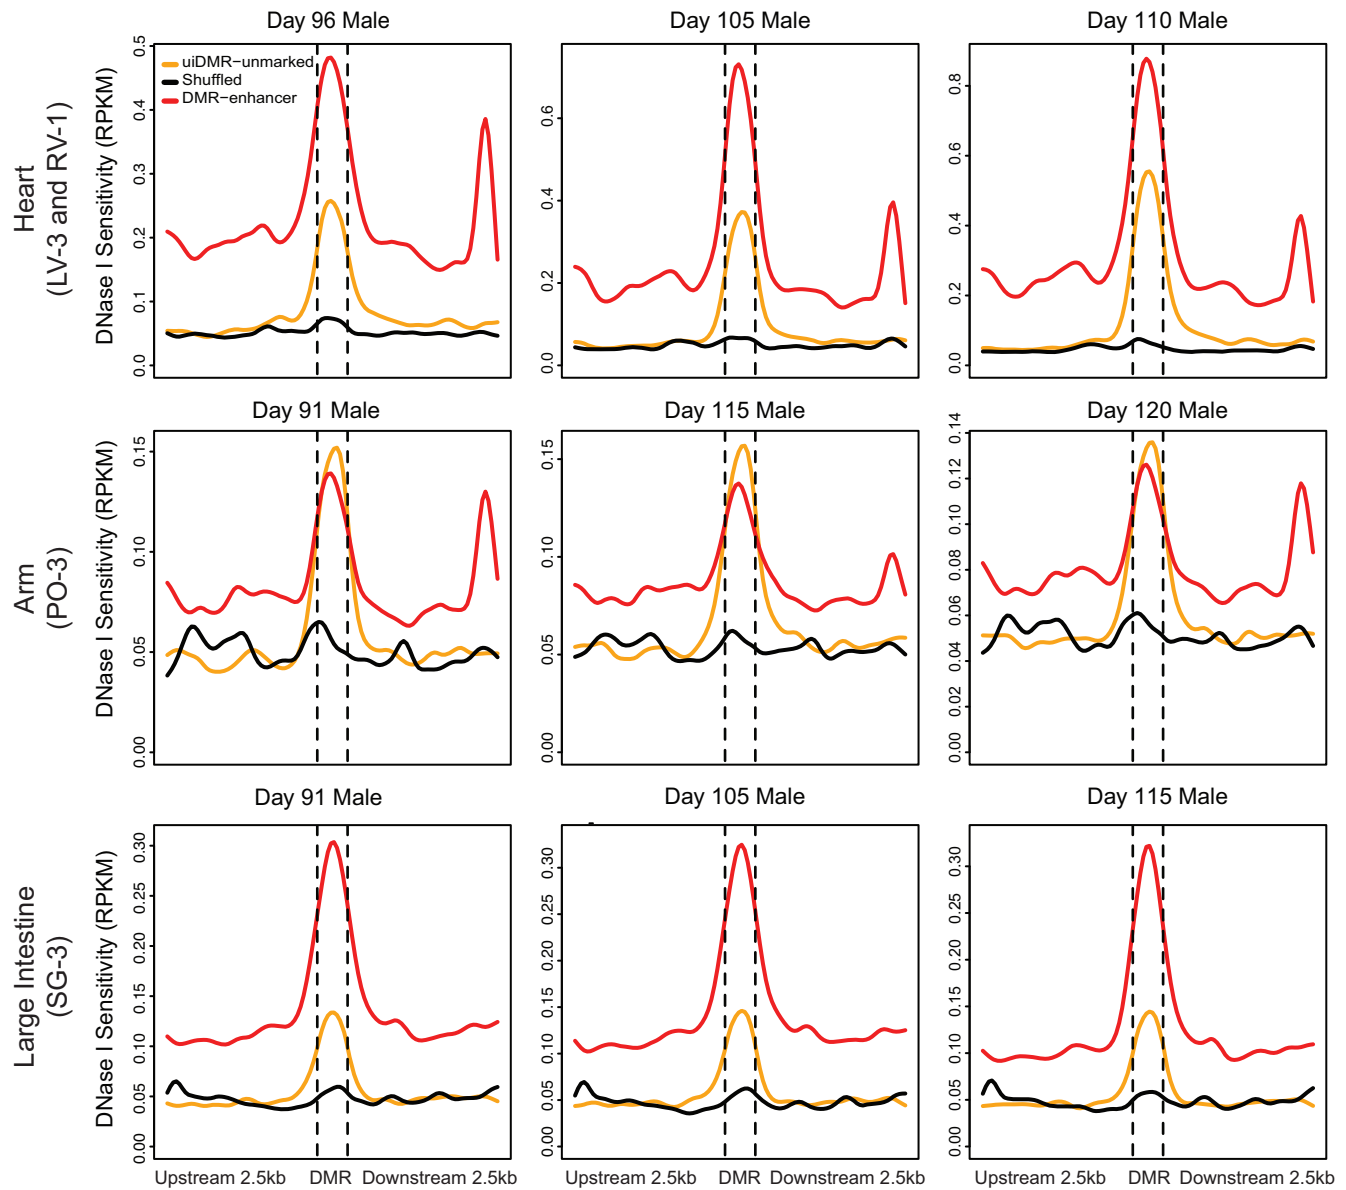 Day 96 Male
Day 105 Male
Day 110 Male
Heart
(LV-3 and RV-1)
DNase I Sensitivity (RPKM)
0.0
0.1
0.2
0.3
0.4
0.5
uiDMR−unmarked
Shuffled
DMR−enhancer
0.0
0.2
0.4
0.6
0.0
0.2
0.4
0.6
0.8
Day 91 Male
Day 115 Male
Day 120 Male
Arm
(PO-3)
DNase I Sensitivity (RPKM)
0.00
0.05
0.10
0.15
0.00
0.05
0.10
0.15
0.00
0.02
0.04
0.06
0.08
0.10
0.12
0.14
Day 91 Male
Day 105 Male
Day 115 Male
Large Intestine
(SG-3)
DNase I Sensitivity (RPKM)
0.00
0.05
0.10
0.15
0.20
0.25
0.30
0.00
0.05
0.10
0.15
0.20
0.25
0.30
0.00
0.05
0.10
0.15
0.20
0.25
0.30
Upstream 2.5kb DMR Downstream 2.5kb
Upstream 2.5kb DMR Downstream 2.5kb
Upstream 2.5kb DMR Downstream 2.5kb